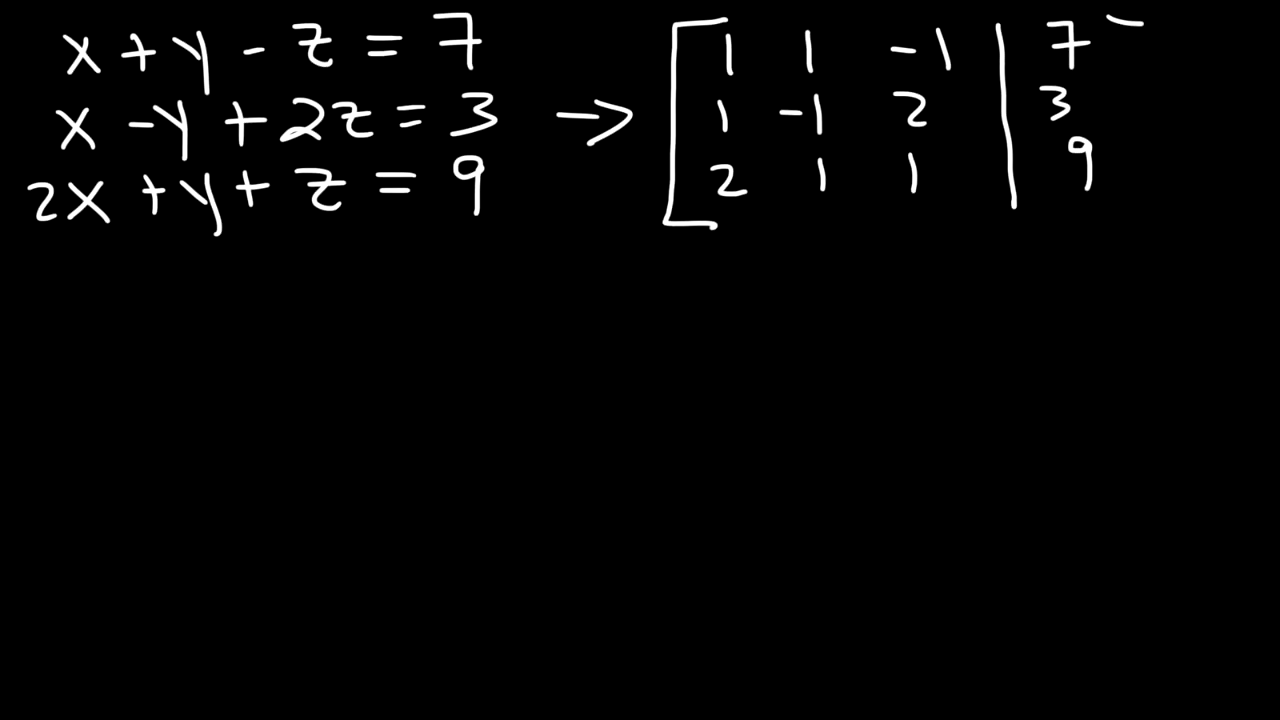 x + y - z = 7 → [ 1 1 -1 | 7
x - y + 2z = 3 1 -1 2 | 3
2x + y + z = 9 2 1 1 | 9